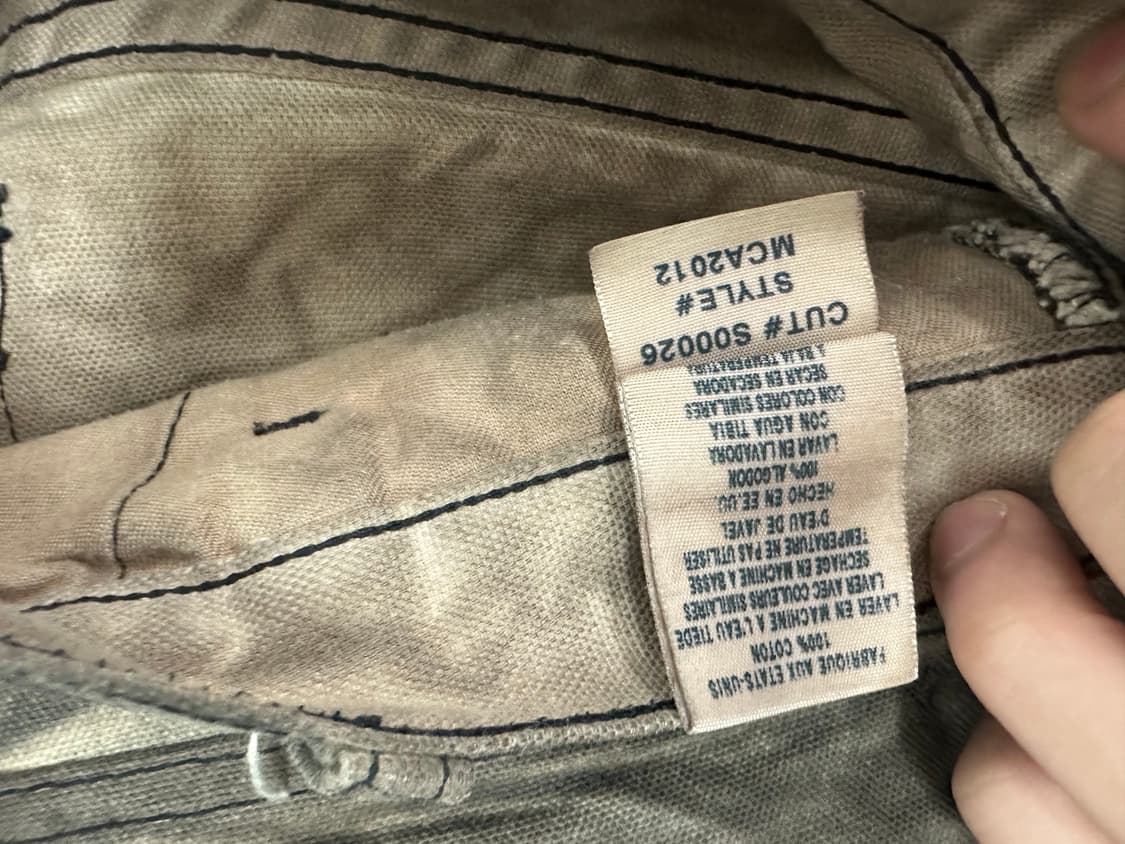 FABRIQUE AUX ETATS-UNIS
100% COTON
LAVER EN MACHINE A L'EAU TIEDE
LAVER AVEC COULEURS SIMILAIRES
SECHAGE EN MACHINE A BASSE
TEMPERATURE NE PAS UTILISER
D'EAU DE JAVEL
HECHO EN EE.UU.
100% ALGODON
LAVAR EN LAVADORA
CON AGUA TIBIA
CON COLORES SIMILARES
SECAR EN SECADORA
A BAJA TEMPERATURA
CUT# S00026
STYLE#
MCA2012